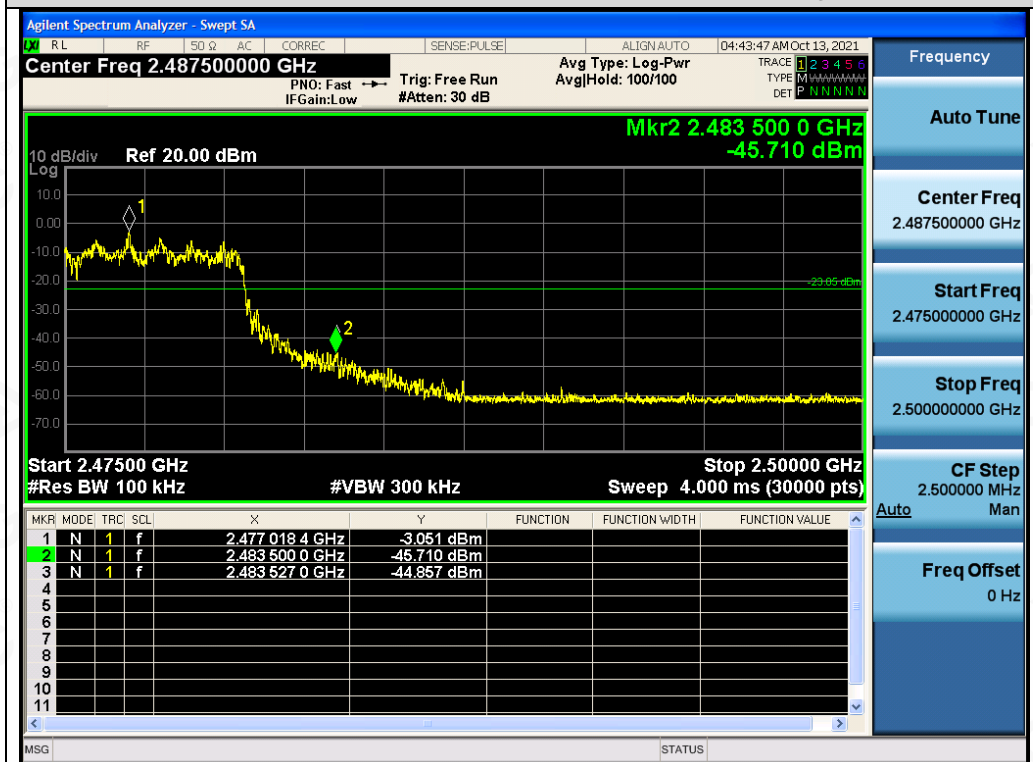 Agilent Spectrum Analyzer - Swept SA
LXI RL RF 50 Ω AC CORREC SENSE:PULSE ALIGN AUTO 04:43:47 AM Oct 13, 2021
Center Freq 2.487500000 GHz
PNO: Fast
IFGain:Low
Trig: Free Run
#Atten: 30 dB
Avg Type: Log-Pwr
Avg|Hold: 100/100
TRACE 1 2 3 4 5 6
TYPE M WWWWW
DET P N N N N N
Mkr2 2.483 500 0 GHz
-45.710 dBm
10 dB/div Ref 20.00 dBm
Log
10.0
0.00
-10.0
-20.0
-30.0
-40.0
-50.0
-60.0
-70.0
1
2
-23.05 dBm
Start 2.47500 GHz Stop 2.50000 GHz
#Res BW 100 kHz #VBW 300 kHz Sweep 4.000 ms (30000 pts)
MKR MODE TRC SCL X Y FUNCTION FUNCTION WIDTH FUNCTION VALUE
1 N 1 f 2.477 018 4 GHz -3.051 dBm
2 N 1 f 2.483 500 0 GHz -45.710 dBm
3 N 1 f 2.483 527 0 GHz -44.857 dBm
4
5
6
7
8
9
10
11
MSG STATUS
Frequency
Auto Tune
Center Freq
2.487500000 GHz
Start Freq
2.475000000 GHz
Stop Freq
2.500000000 GHz
CF Step
2.500000 MHz
Auto Man
Freq Offset
0 Hz